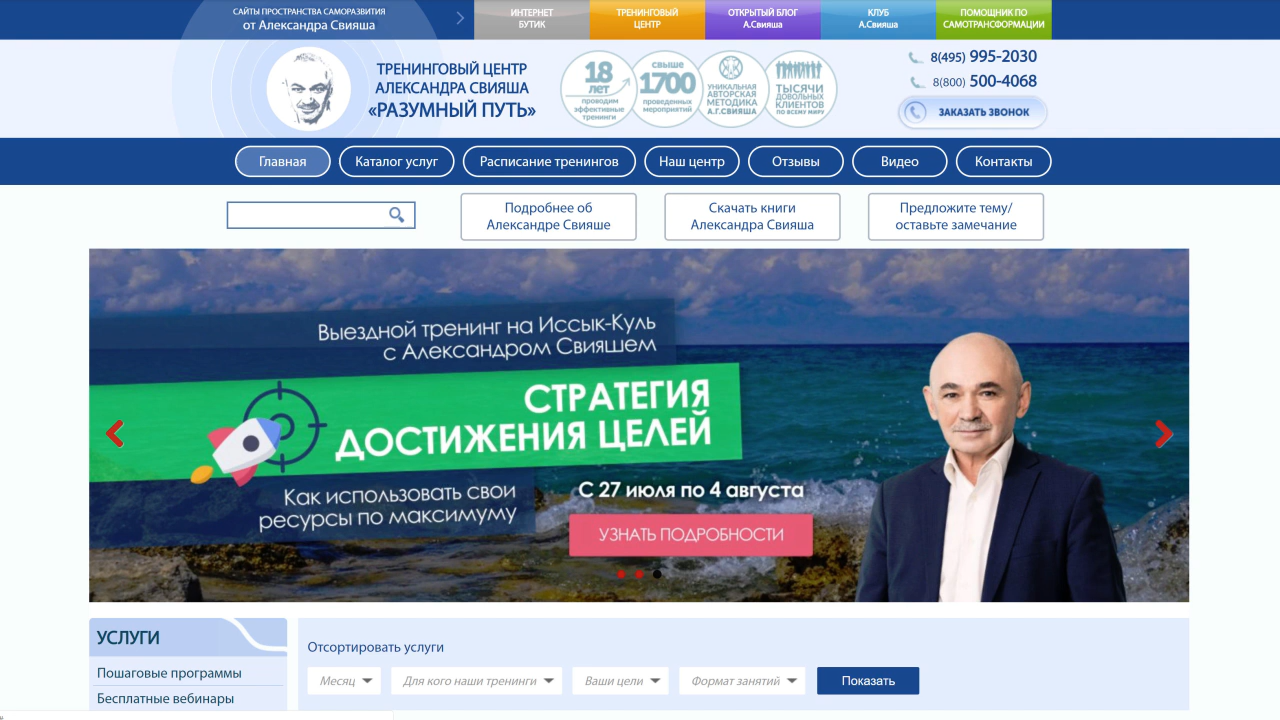 САЙТЫ ПРОСТРАНСТВА САМОРАЗВИТИЯ
от Александра Свияша
ИНТЕРНЕТ
БУТИК
ТРЕНИНГОВЫЙ
ЦЕНТР
ОТКРЫТЫЙ БЛОГ
А.Свияша
КЛУБ
А.Свияша
ПОМОЩНИК ПО
САМОТРАНСФОРМАЦИИ
ТРЕНИНГОВЫЙ ЦЕНТР
АЛЕКСАНДРА СВИЯША
«РАЗУМНЫЙ ПУТЬ»
18
лет
проводим
эффективные
тренинги
свыше
1700
проведенных
мероприятий
УНИКАЛЬНАЯ
АВТОРСКАЯ
МЕТОДИКА
А.Г.СВИЯША
ТЫСЯЧИ
ДОВОЛЬНЫХ
КЛИЕНТОВ
ПО ВСЕМУ МИРУ
8(495) 995-2030
8(800) 500-4068
ЗАКАЗАТЬ ЗВОНОК
Главная
Каталог услуг
Расписание тренингов
Наш центр
Отзывы
Видео
Контакты
Подробнее об
Александре Свияше
Скачать книги
Александра Свияша
Предложите тему/
оставьте замечание
Выездной тренинг на Иссык-Куль
с Александром Свияшем
СТРАТЕГИЯ
ДОСТИЖЕНИЯ ЦЕЛЕЙ
Как использовать свои
ресурсы по максимуму
С 27 июля по 4 августа
УЗНАТЬ ПОДРОБНОСТИ
УСЛУГИ
Пошаговые программы
Бесплатные вебинары
Отсортировать услуги
Месяц
Для кого наши тренинги
Ваши цели
Формат занятий
Показать